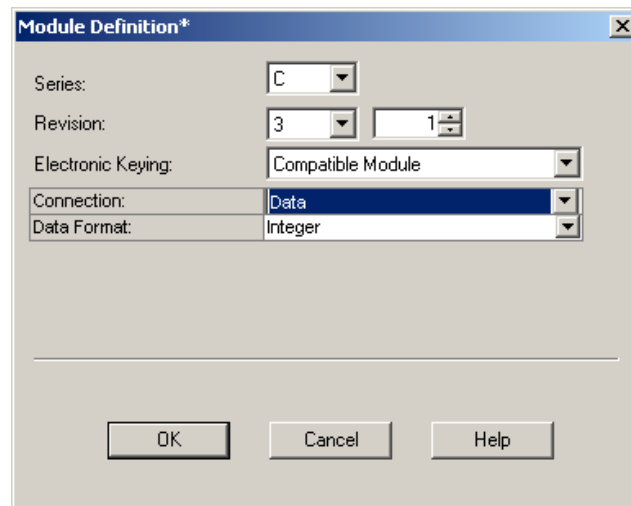 Module Definition*
Series: C
Revision: 3 1
Electronic Keying: Compatible Module
Connection: Data
Data Format: Integer
OK Cancel Help